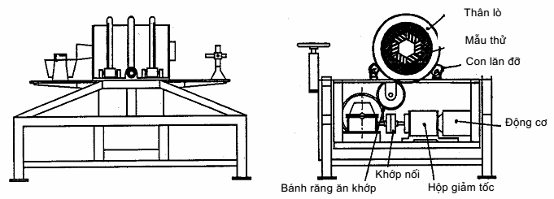 Thân lò
Mẫu thử
Con lăn đỡ
Động cơ
Khớp nối
Bánh răng ăn khớp
Hộp giảm tốc